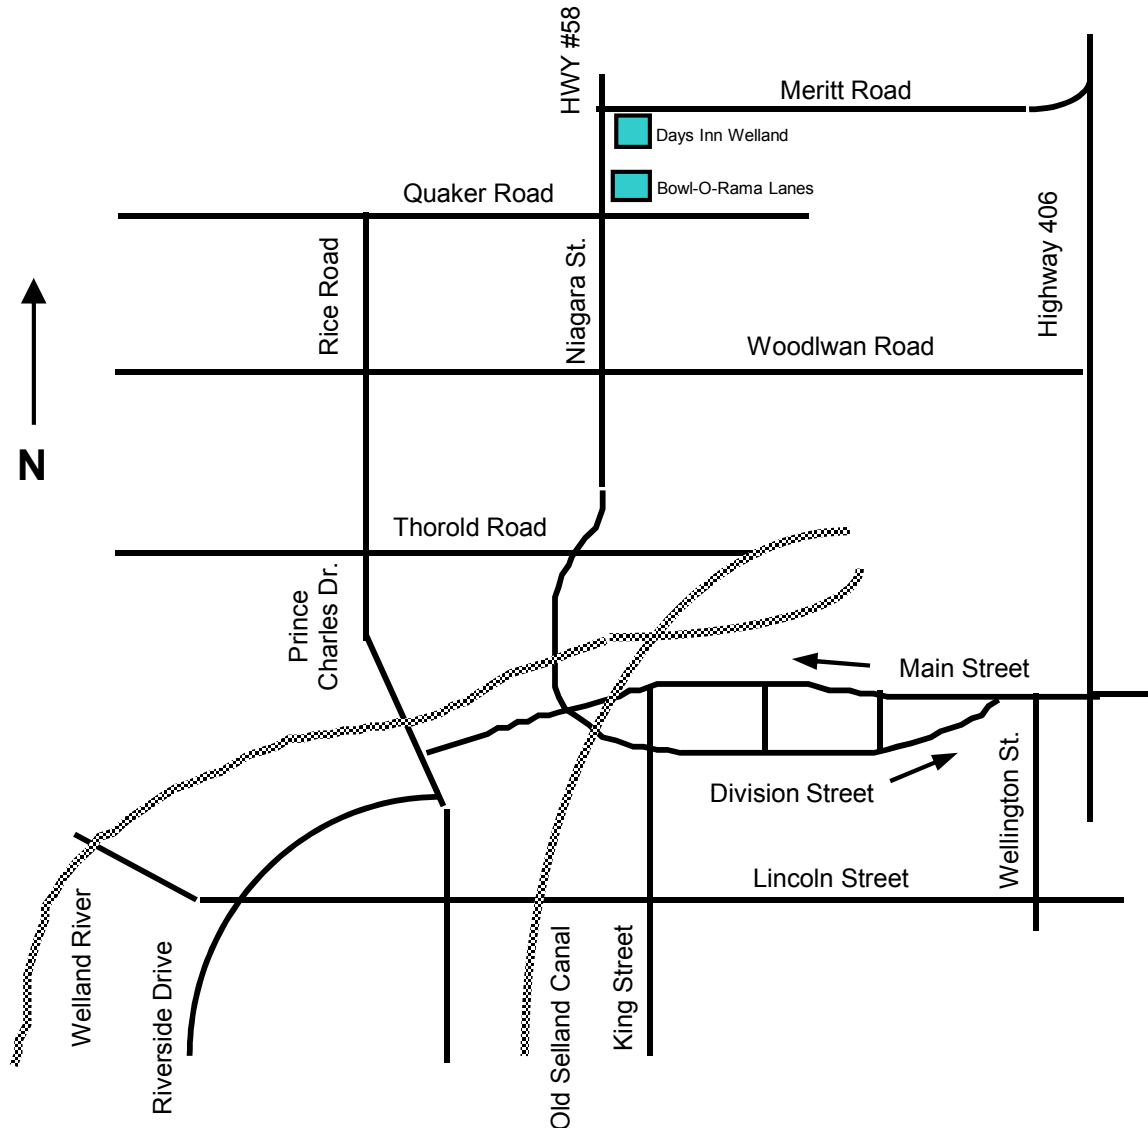 HWY #58
Meritt Road
Days Inn Welland
Bowl-O-Rama Lanes
Quaker Road
Highway 406
Rice Road
Niagara St.
Woodlwan Road
N
Thorold Road
Prince
Charles Dr.
Main Street
Division Street
Wellington St.
Lincoln Street
Welland River
Riverside Drive
Old Selland Canal
King Street